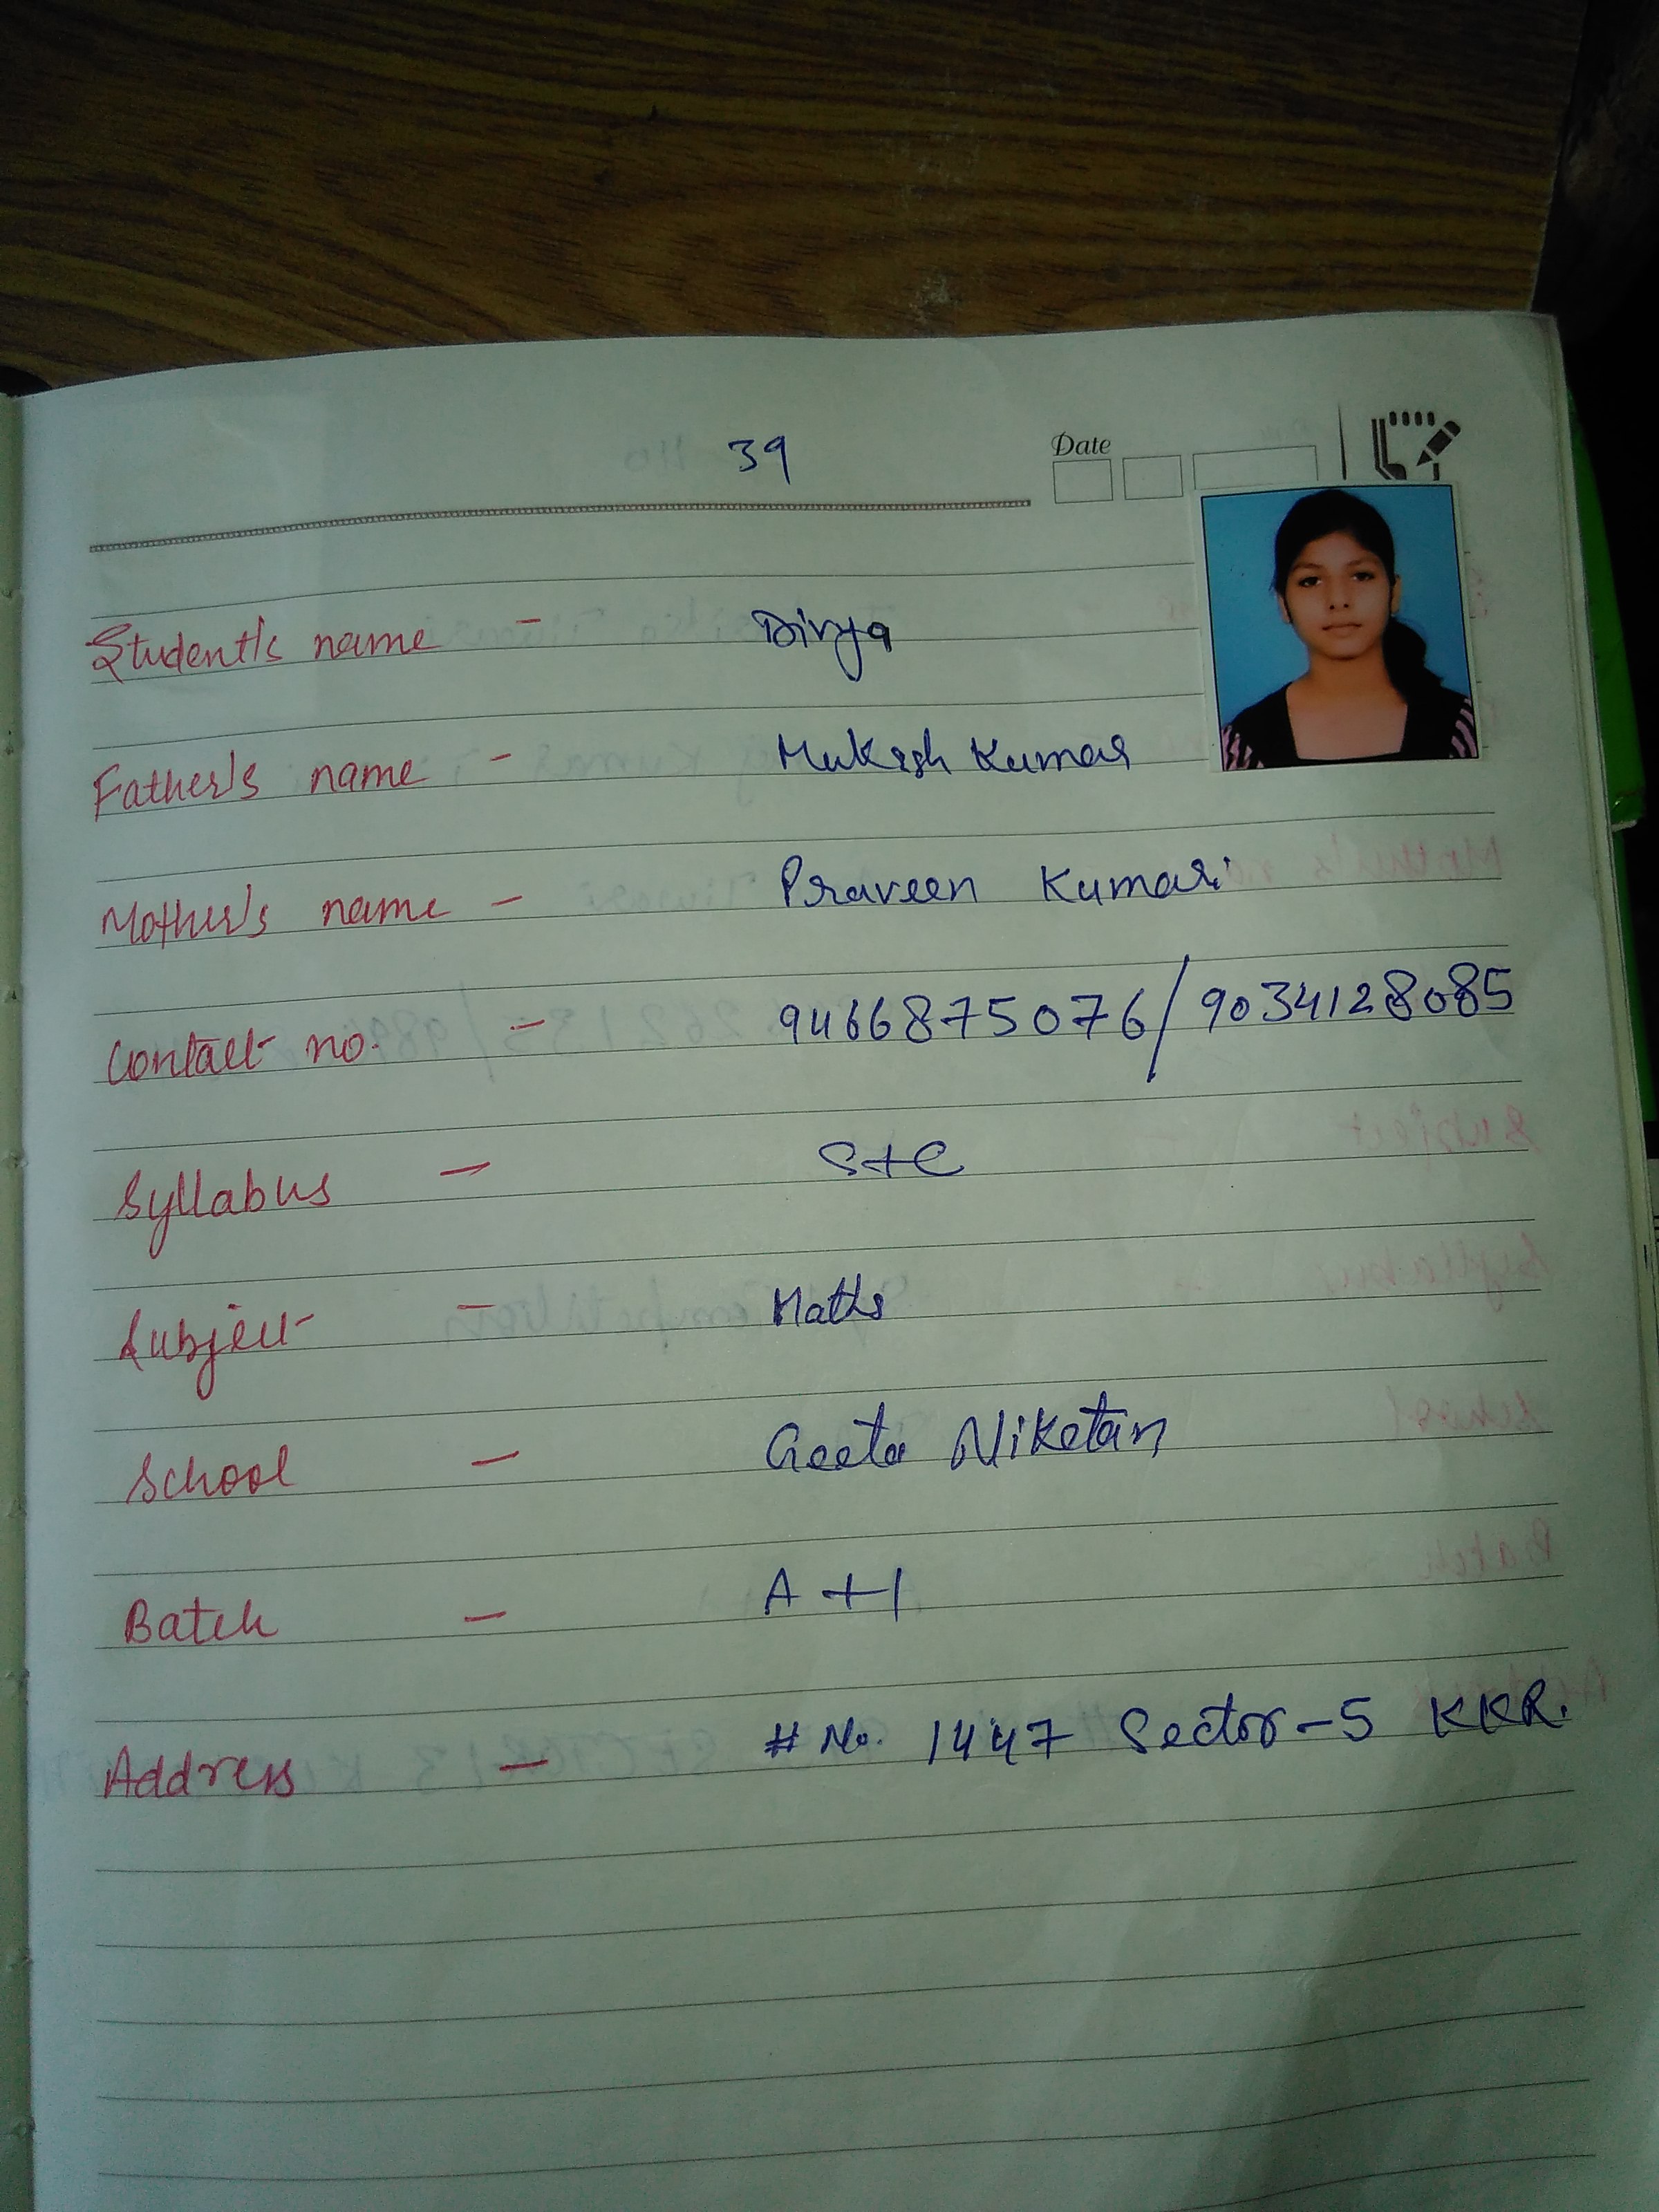 39
Date
Student's name - Divya
Father's name - Mukesh Kumar
Mother's name - Praveen Kumari
Contact no. - 9466875076/9034128085
Syllabus - S+C
Subject - Maths
School - Geeta Niketan
Batch - A+1
Address - # No. 1447 Sector-5 KKR.